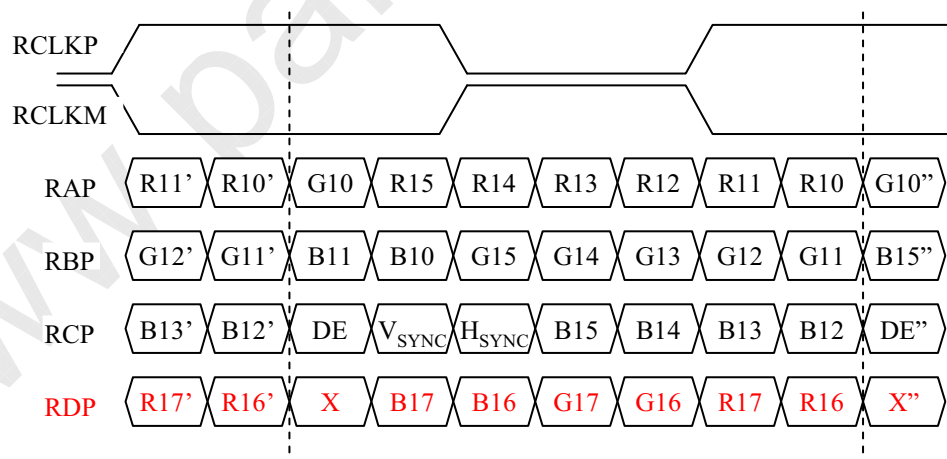 RCLKP
RCLKM
RAP R11’ R10’ G10 R15 R14 R13 R12 R11 R10 G10”
RBP G12’ G11’ B11 B10 G15 G14 G13 G12 G11 B15”
RCP B13’ B12’ DE VSYNC HSYNC B15 B14 B13 B12 DE”
RDP R17’ R16’ X B17 B16 G17 G16 R17 R16 X”